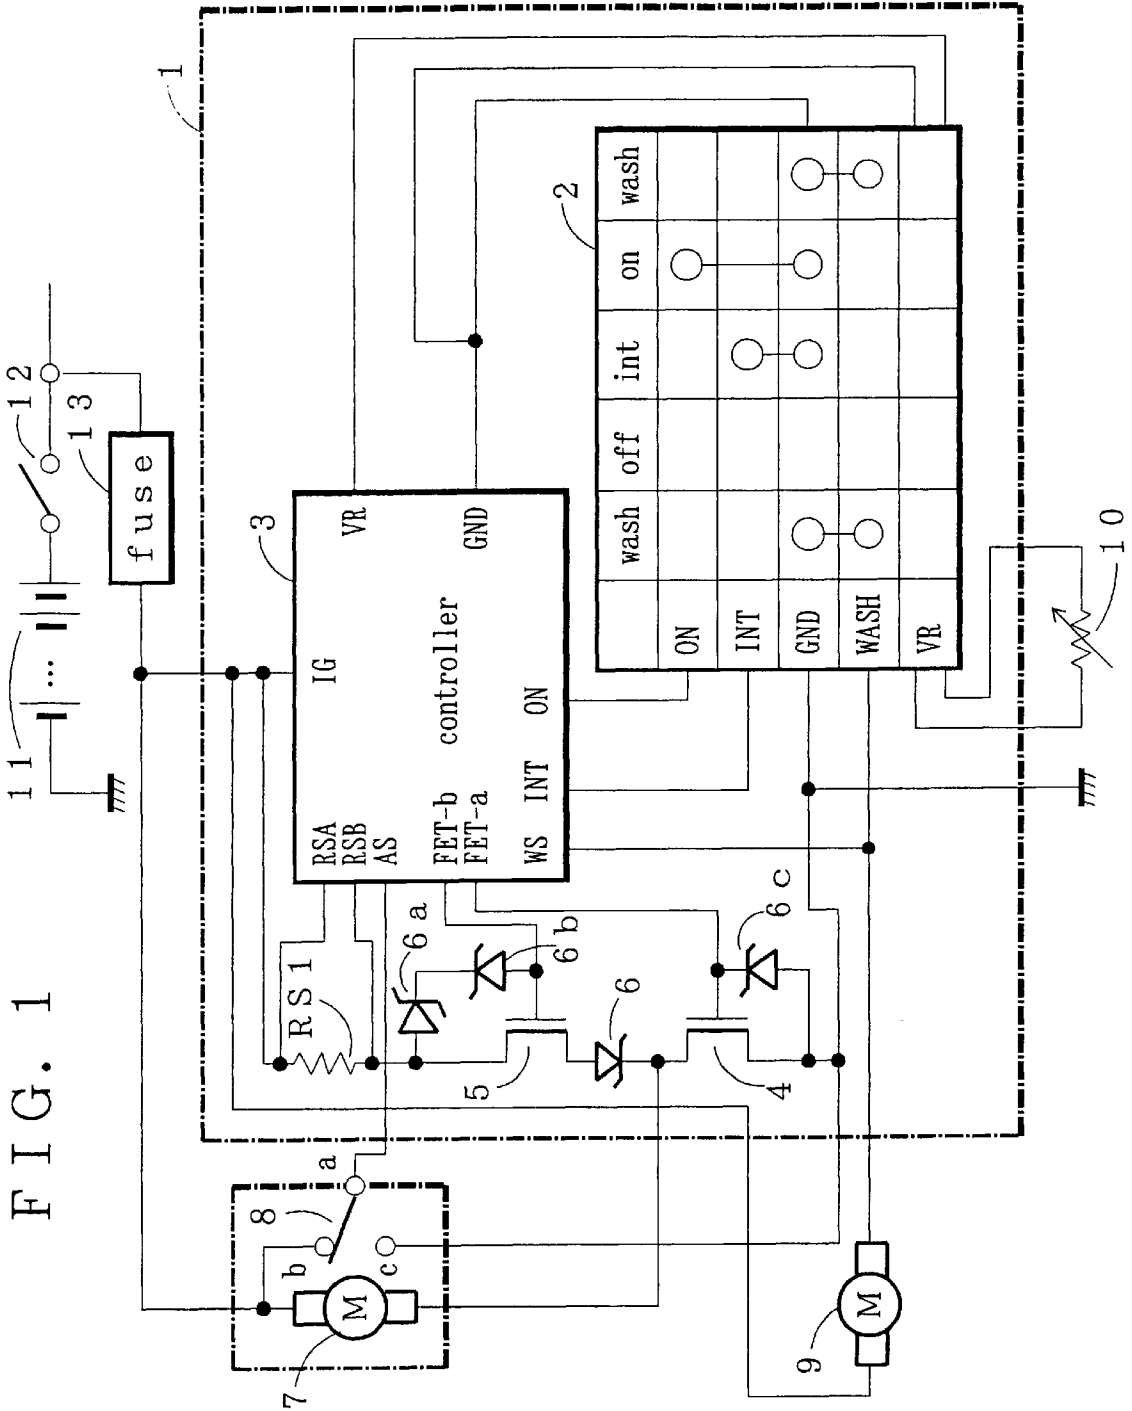 FIG. 1
11
12
13
fuse
1
7
8
a
b
c
M
RS1
6a
6b
5
6
4
6c
3
IG
VR
RSA
RSB
AS
FET-b
FET-a
controller
GND
WS
INT
ON
2
wash
off
int
on
wash
ON
INT
GND
WASH
VR
9
M
10